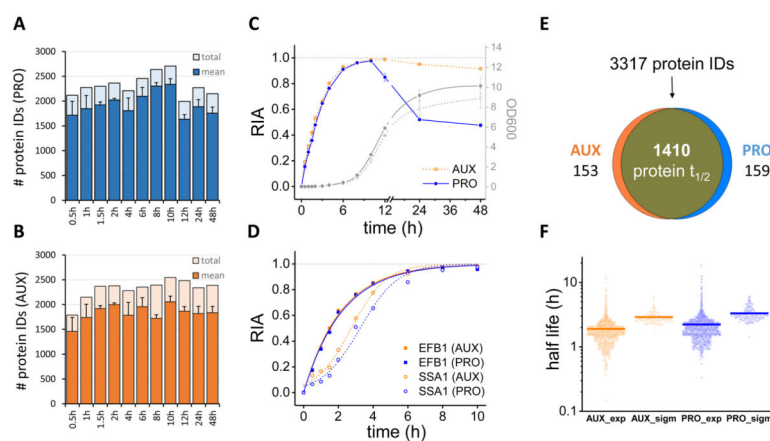 A
# protein IDs (PRO)
3000
2500
2000
1500
1000
500
0
total
mean
0.5h
1h
1.5h
2h
4h
6h
8h
10h
12h
24h
48h
B
# protein IDs (AUX)
3000
2500
2000
1500
1000
500
0
total
mean
0.5h
1h
1.5h
2h
4h
6h
8h
10h
12h
24h
48h
C
RIA
1.0
0.8
0.6
0.4
0.2
0.0
14
12
10
8
6
4
2
0
OD600
AUX
PRO
0 6 12 24 36 48
time (h)
D
RIA
1.0
0.8
0.6
0.4
0.2
0.0
EFB1 (AUX)
EFB1 (PRO)
SSA1 (AUX)
SSA1 (PRO)
0 2 4 6 8 10
time (h)
E
3317 protein IDs
AUX
153
1410
protein t1/2
PRO
159
F
half life (h)
10
1
0.1
AUX_exp AUX_sigm PRO_exp PRO_sigm